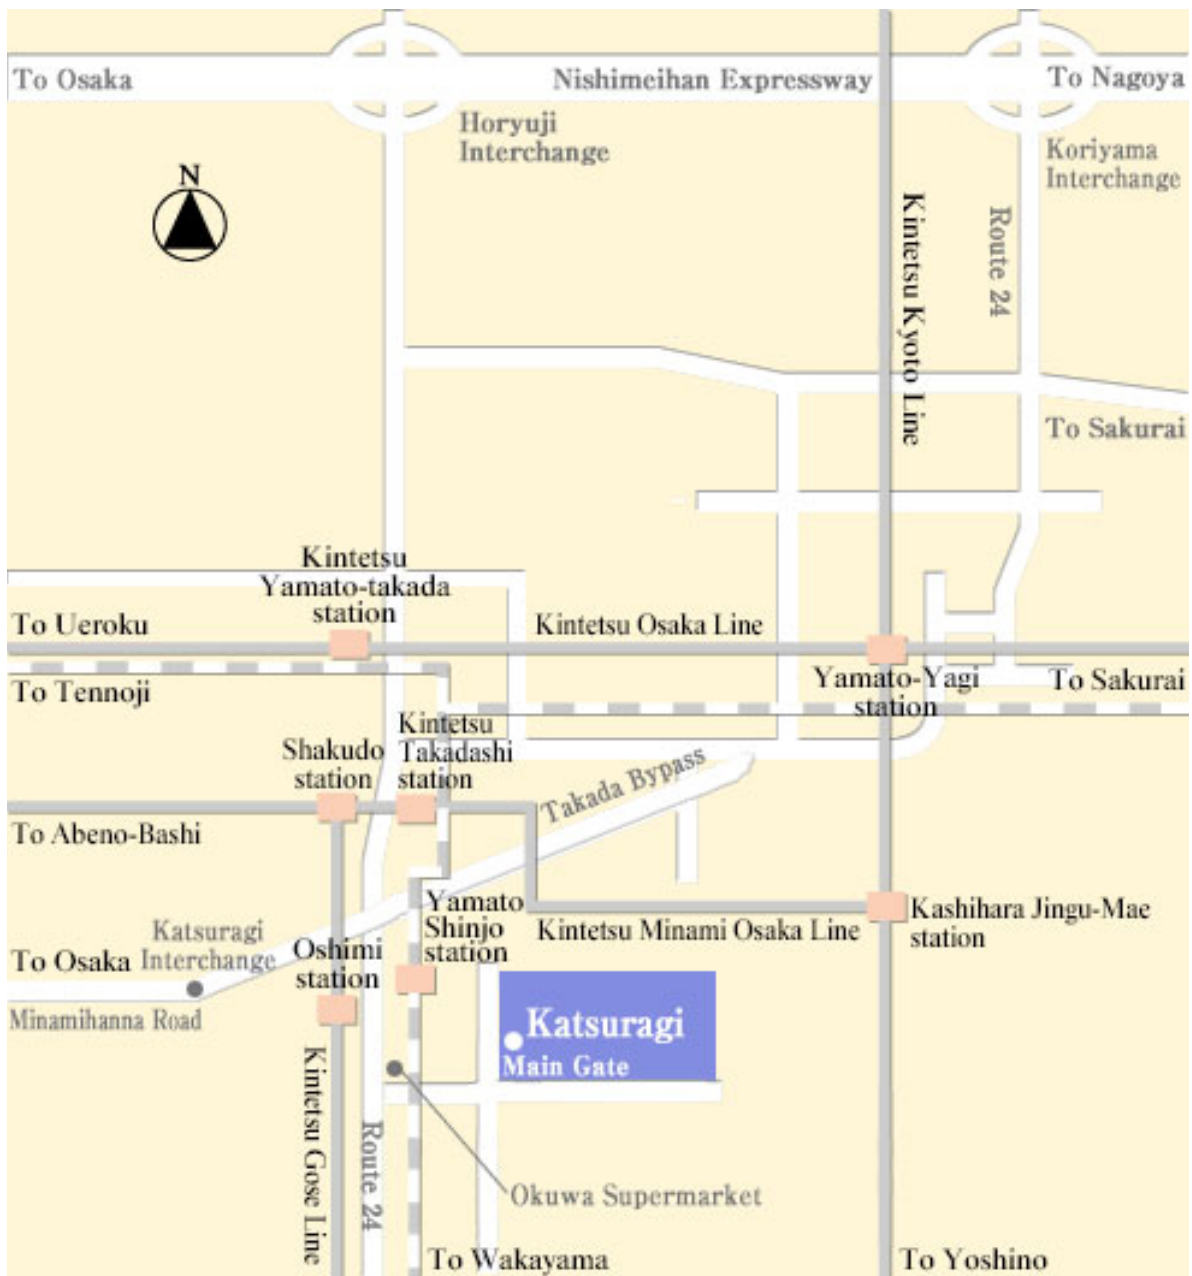 To Osaka
Nishimeihan Expressway
To Nagoya
Horyuji
Interchange
Koriyama
Interchange
N
Kintetsu Kyoto Line
Route 24
To Sakurai
Kintetsu
Yamato-takada
station
To Ueroku
Kintetsu Osaka Line
To Tennoji
Yamato-Yagi
station
To Sakurai
Kintetsu
Takadashi
station
Shakudo
station
Takada Bypass
To Abeno-Bashi
Yamato
Shinjo
station
Kashihara Jingu-Mae
station
Kintetsu Minami Osaka Line
Katsuragi
Interchange
Oshimi
station
To Osaka
Minamihanna Road
Katsuragi
Main Gate
Kintetsu Gose Line
Route 24
Okuwa Supermarket
To Wakayama
To Yoshino